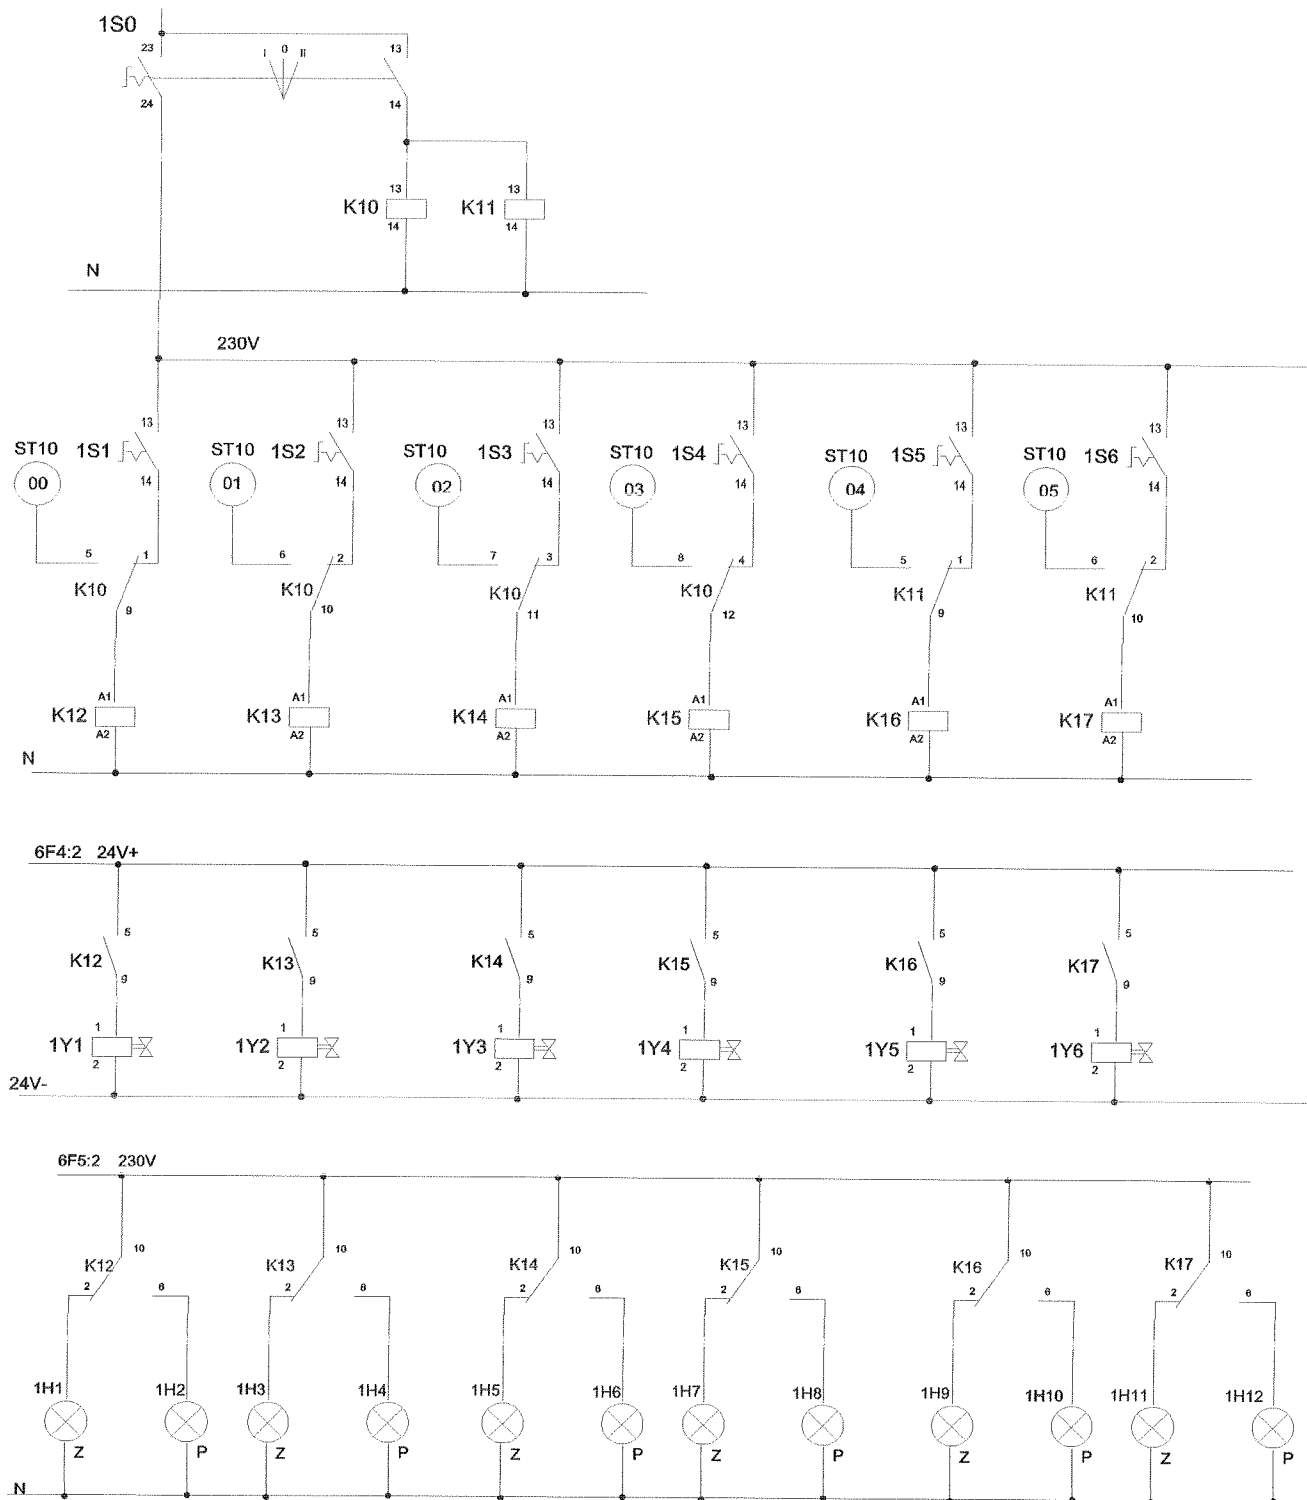 1S0
23 I 0 II 13
24 14
13 13
K10 K11
14 14
N
230V
13 13 13 13 13 13
ST10 1S1 ST10 1S2 ST10 1S3 ST10 1S4 ST10 1S5 ST10 1S6
00 14 01 14 02 14 03 14 04 14 05 14
5 1 6 2 7 3 8 4 5 1 6 2
K10 K10 K10 K10 K11 K11
9 10 11 12 9 10
A1 A1 A1 A1 A1 A1
K12 K13 K14 K15 K16 K17
A2 A2 A2 A2 A2 A2
N
6F4:2 24V+
5 5 5 5 5 5
K12 K13 K14 K15 K16 K17
9 9 9 9 9 9
1 1 1 1 1 1
1Y1 1Y2 1Y3 1Y4 1Y5 1Y6
2 2 2 2 2 2
24V-
6F5:2 230V
10 10 10 10 10 10
K12 K13 K14 K15 K16 K17
2 6 2 6 2 6 2 6 2 6 2 6
1H1 1H2 1H3 1H4 1H5 1H6 1H7 1H8 1H9 1H10 1H11 1H12
Z P Z P Z P Z P Z P Z P
N